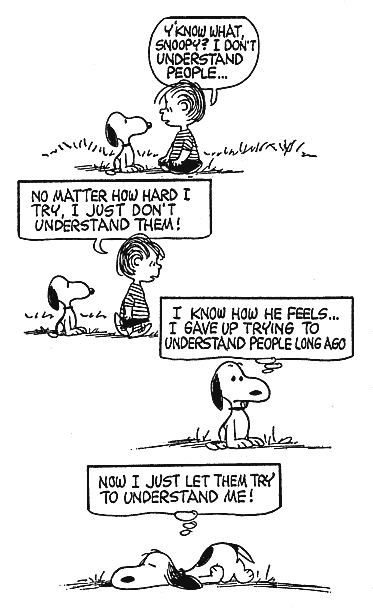 Y'KNOW WHAT,
SNOOPY? I DON'T
UNDERSTAND
PEOPLE...
NO MATTER HOW HARD I
TRY, I JUST DON'T
UNDERSTAND THEM!
I KNOW HOW HE FEELS...
I GAVE UP TRYING TO
UNDERSTAND PEOPLE LONG AGO
NOW I JUST LET THEM TRY
TO UNDERSTAND ME!